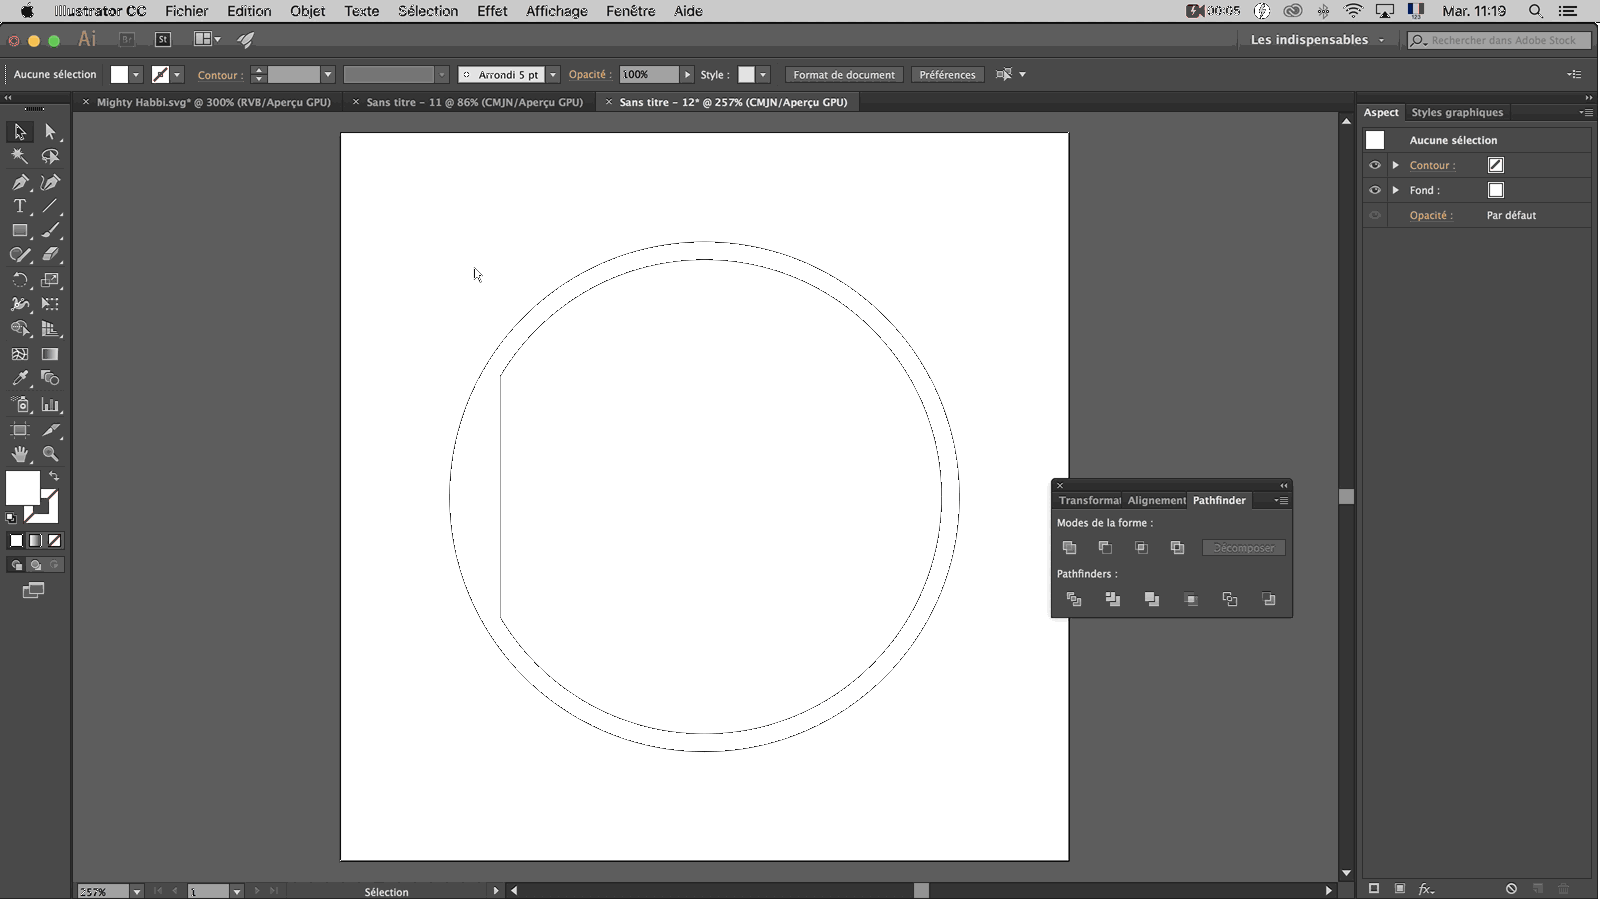 Illustrator CC Fichier Edition Objet Texte Sélection Effet Affichage Fenêtre Aide 00:05 123 Mar. 11:19
Ai Br St Les indispensables Rechercher dans Adobe Stock
Aucune sélection Contour : Arrondi 5 pt Opacité : 100% Style : Format de document Préférences
× Mighty Habbi.svg* @ 300% (RVB/Aperçu GPU) × Sans titre - 11 @ 86% (CMJN/Aperçu GPU) × Sans titre - 12* @ 257% (CMJN/Aperçu GPU)
Aspect Styles graphiques
Aucune sélection
Contour :
Fond :
Opacité : Par défaut
Transformat Alignement Pathfinder
Modes de la forme :
Décomposer
Pathfinders :
257% 1 Sélection
fx